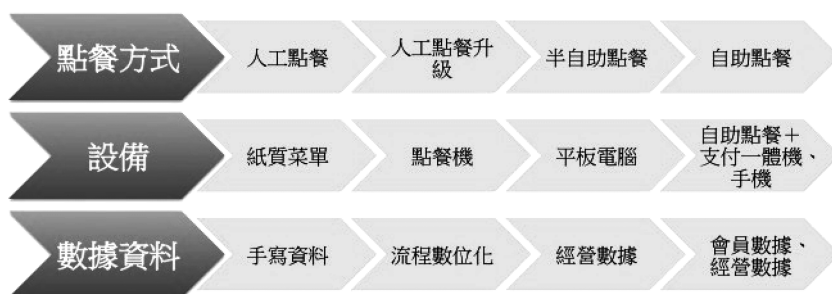 點餐方式
人工點餐
人工點餐升
級
半自助點餐
自助點餐
設備
紙質菜單
點餐機
平板電腦
自助點餐＋
支付一體機、
手機
數據資料
手寫資料
流程數位化
經營數據
會員數據、
經營數據